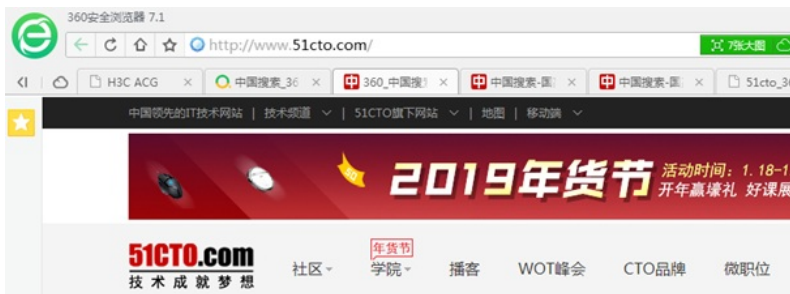 360安全浏览器 7.1
http://www.51cto.com/ 7张大图
H3C ACG × 中国搜索_36 × 360_中国搜 × 中国搜索-国 × 中国搜索-国 × 51cto_3
中国领先的IT技术网站 | 技术频道 | 51CTO旗下网站 | 地图 | 移动端
2019年货节
活动时间：1.18-1
开年赢壕礼 好课展
51CTO.com
技术成就梦想
年货节
社区 学院 播客 WOT峰会 CTO品牌 微职位